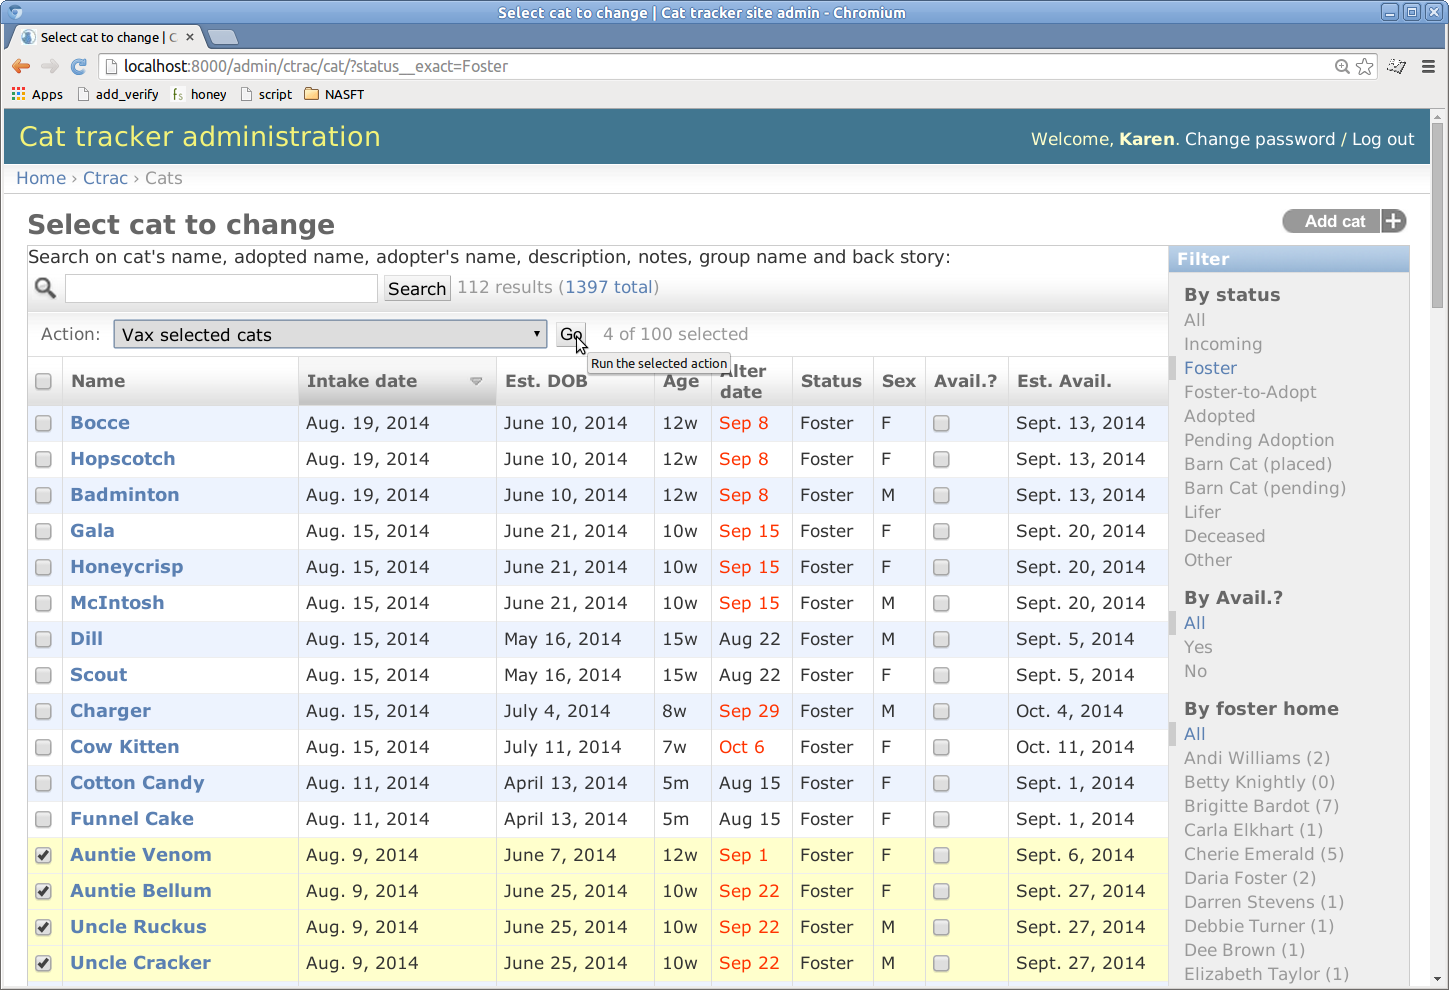 Select cat to change | Cat tracker site admin - Chromium
Select cat to change | C
localhost:8000/admin/ctrac/cat/?status__exact=Foster
Apps add_verify honey script NASFT
Cat tracker administration
Welcome, Karen. Change password / Log out
Home › Ctrac › Cats
Select cat to change
Add cat
Search on cat's name, adopted name, adopter's name, description, notes, group name and back story:
Search 112 results (1397 total)
Action: Vax selected cats Go 4 of 100 selected
Run the selected action
Name Intake date Est. DOB Age Alter date Status Sex Avail.? Est. Avail.
Bocce Aug. 19, 2014 June 10, 2014 12w Sep 8 Foster F Sept. 13, 2014
Hopscotch Aug. 19, 2014 June 10, 2014 12w Sep 8 Foster F Sept. 13, 2014
Badminton Aug. 19, 2014 June 10, 2014 12w Sep 8 Foster M Sept. 13, 2014
Gala Aug. 15, 2014 June 21, 2014 10w Sep 15 Foster F Sept. 20, 2014
Honeycrisp Aug. 15, 2014 June 21, 2014 10w Sep 15 Foster F Sept. 20, 2014
McIntosh Aug. 15, 2014 June 21, 2014 10w Sep 15 Foster M Sept. 20, 2014
Dill Aug. 15, 2014 May 16, 2014 15w Aug 22 Foster M Sept. 5, 2014
Scout Aug. 15, 2014 May 16, 2014 15w Aug 22 Foster F Sept. 5, 2014
Charger Aug. 15, 2014 July 4, 2014 8w Sep 29 Foster M Oct. 4, 2014
Cow Kitten Aug. 15, 2014 July 11, 2014 7w Oct 6 Foster F Oct. 11, 2014
Cotton Candy Aug. 11, 2014 April 13, 2014 5m Aug 15 Foster F Sept. 1, 2014
Funnel Cake Aug. 11, 2014 April 13, 2014 5m Aug 15 Foster F Sept. 1, 2014
Auntie Venom Aug. 9, 2014 June 7, 2014 12w Sep 1 Foster F Sept. 6, 2014
Auntie Bellum Aug. 9, 2014 June 25, 2014 10w Sep 22 Foster F Sept. 27, 2014
Uncle Ruckus Aug. 9, 2014 June 25, 2014 10w Sep 22 Foster M Sept. 27, 2014
Uncle Cracker Aug. 9, 2014 June 25, 2014 10w Sep 22 Foster M Sept. 27, 2014
Filter
By status
All
Incoming
Foster
Foster-to-Adopt
Adopted
Pending Adoption
Barn Cat (placed)
Barn Cat (pending)
Lifer
Deceased
Other
By Avail.?
All
Yes
No
By foster home
All
Andi Williams (2)
Betty Knightly (0)
Brigitte Bardot (7)
Carla Elkhart (1)
Cherie Emerald (5)
Daria Foster (2)
Darren Stevens (1)
Debbie Turner (1)
Dee Brown (1)
Elizabeth Taylor (1)